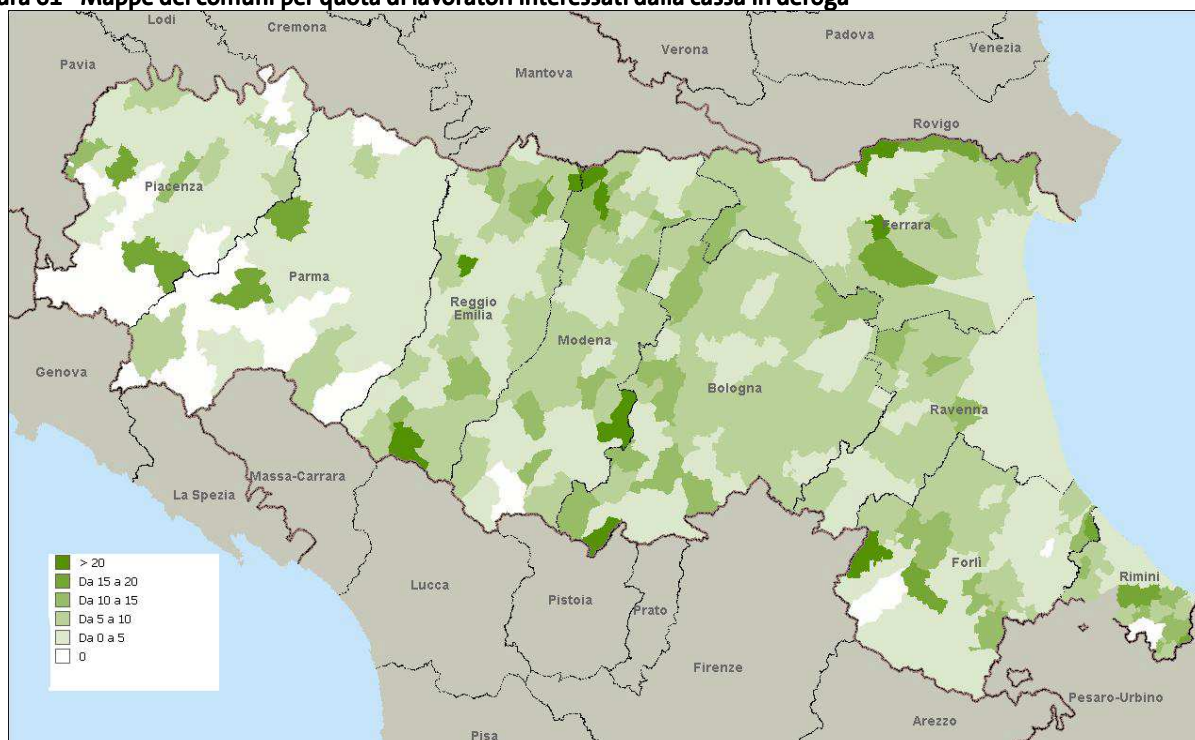 Mappe dei comuni per quota di lavoratori interessati dalla cassa in deroga
Lodi
Cremona
Padova
Verona
Venezia
Pavia
Mantova
Rovigo
Piacenza
Ferrara
Parma
Reggio
Emilia
Modena
Genova
Bologna
Ravenna
Massa-Carrara
La Spezia
> 20
Da 15 a 20
Da 10 a 15
Da 5 a 10
Da 0 a 5
0
Lucca
Pistoia
Prato
Forlì
Rimini
Firenze
Pesaro-Urbino
Arezzo
Pisa